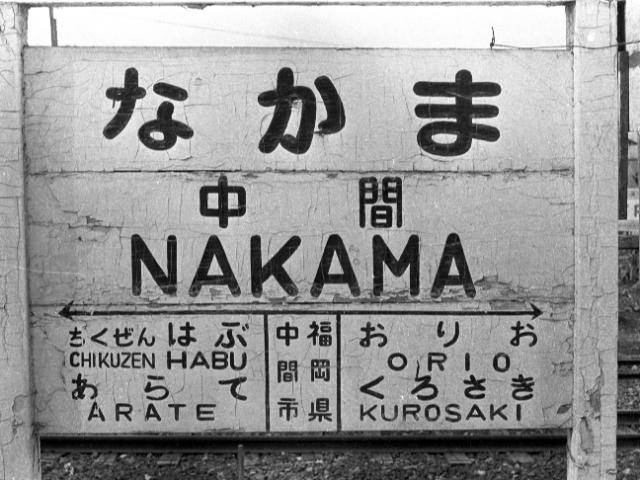 なかま
中間
NAKAMA
ちくぜんはぶ
CHIKUZEN HABU
あらて
ARATE
福岡県
中間市
おりお
ORIO
くろさき
KUROSAKI